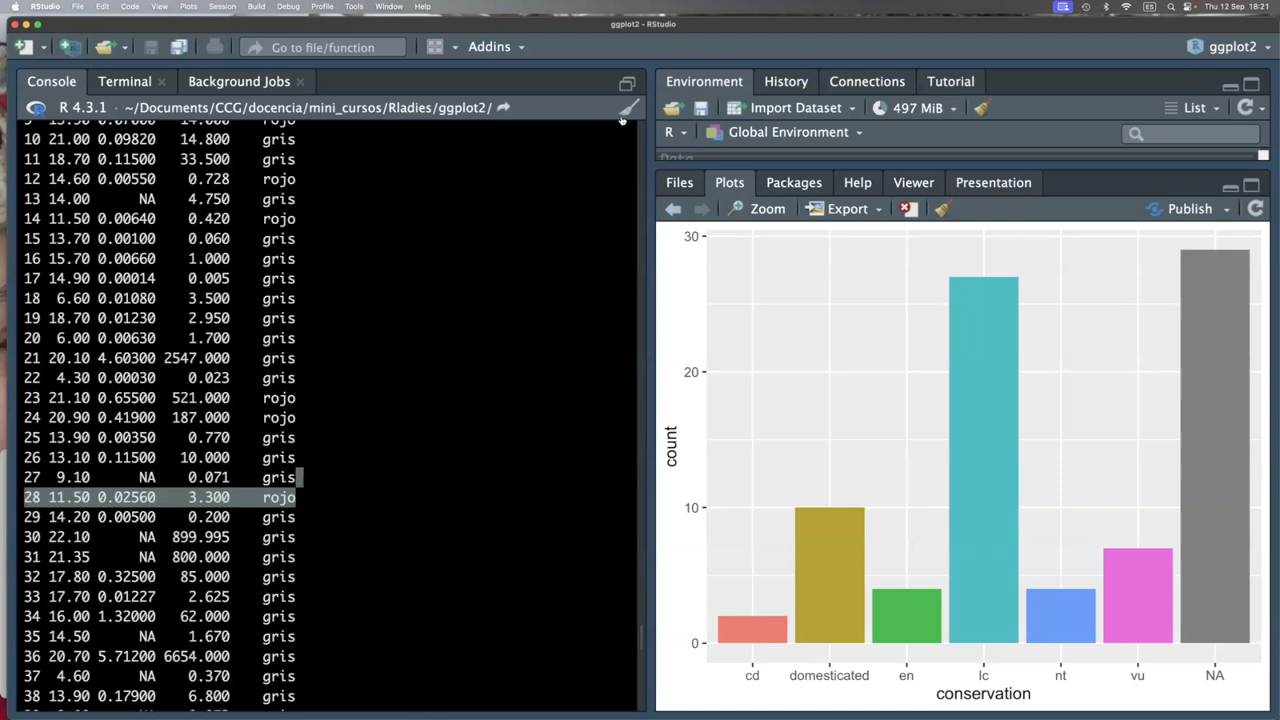 RStudio File Edit Code View Plots Session Build Debug Profile Tools Window Help Thu 12 Sep 18:21
ggplot2 - RStudio
Go to file/function Addins ggplot2
Console Terminal Background Jobs
R 4.3.1 · ~/Documents/CCG/docencia/mini_cursos/Rladies/ggplot2/
10 21.00 0.09820 14.800 gris
11 18.70 0.11500 33.500 gris
12 14.60 0.00550 0.728 rojo
13 14.00 NA 4.750 gris
14 11.50 0.00640 0.420 rojo
15 13.70 0.00100 0.060 gris
16 15.70 0.00660 1.000 gris
17 14.90 0.00014 0.005 gris
18 6.60 0.01080 3.500 gris
19 18.70 0.01230 2.950 gris
20 6.00 0.00630 1.700 gris
21 20.10 4.60300 2547.000 gris
22 4.30 0.00030 0.023 gris
23 21.10 0.65500 521.000 rojo
24 20.90 0.41900 187.000 rojo
25 13.90 0.00350 0.770 gris
26 13.10 0.11500 10.000 gris
27 9.10 NA 0.071 gris
28 11.50 0.02560 3.300 rojo
29 14.20 0.00500 0.200 gris
30 22.10 NA 899.995 gris
31 21.35 NA 800.000 gris
32 17.80 0.32500 85.000 gris
33 17.70 0.01227 2.625 gris
34 16.00 1.32000 62.000 gris
35 14.50 NA 1.670 gris
36 20.70 5.71200 6654.000 gris
37 4.60 NA 0.370 gris
38 13.90 0.17900 6.800 gris
Environment History Connections Tutorial
Import Dataset 497 MiB List
R Global Environment
Files Plots Packages Help Viewer Presentation
Zoom Export Publish
30
20
10
0
count
cd domesticated en lc nt vu NA
conservation